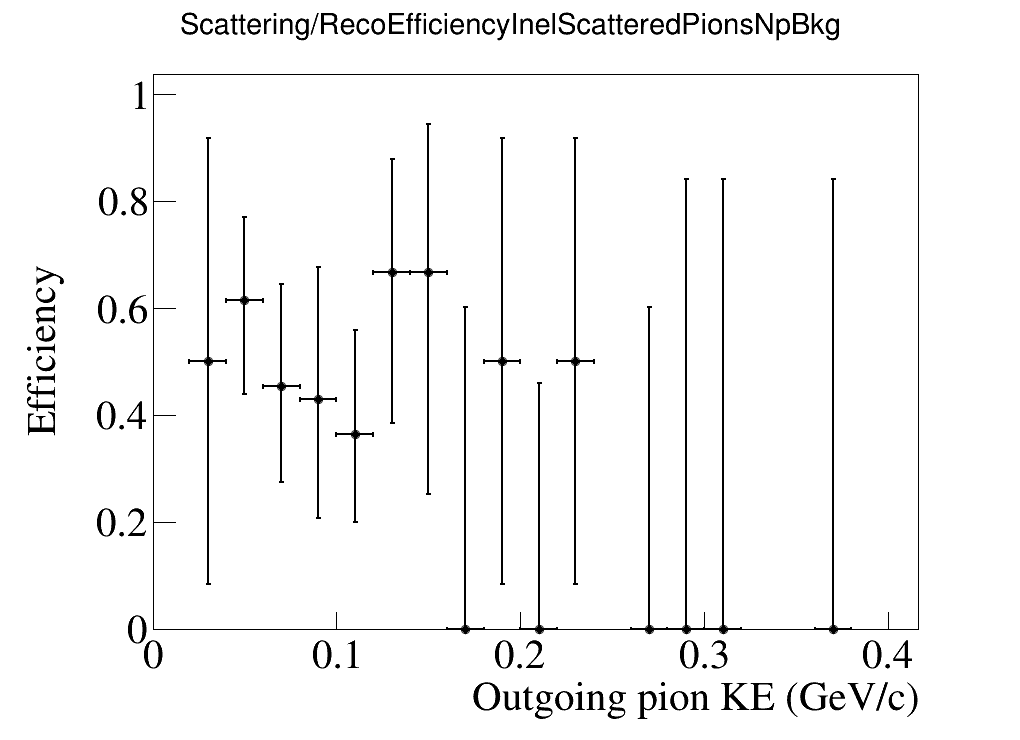 Scattering/RecoEfficiencyInelScatteredPionsNpBkg
1
0.8
0.6
0.4
0.2
0
Efficiency
0 0.1 0.2 0.3 0.4
Outgoing pion KE (GeV/c)